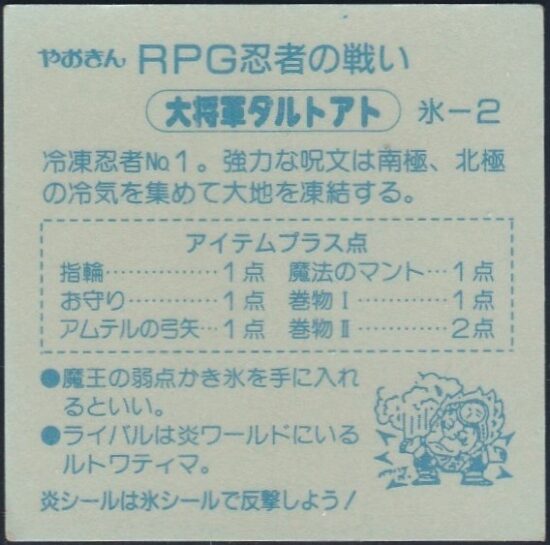 やおきん RPG忍者の戦い
大将軍タルトアト 氷ー2
冷凍忍者No.1。強力な呪文は南極、北極
の冷気を集めて大地を凍結する。
アイテムプラス点
指輪……………1点 魔法のマント…1点
お守り…………1点 巻物Ⅰ…………1点
アムテルの弓矢…1点 巻物Ⅱ…………2点
●魔王の弱点かき氷を手に入れ
るといい。
●ライバルは炎ワールドにいる
ルトワティマ。
炎シールは氷シールで反撃しよう!